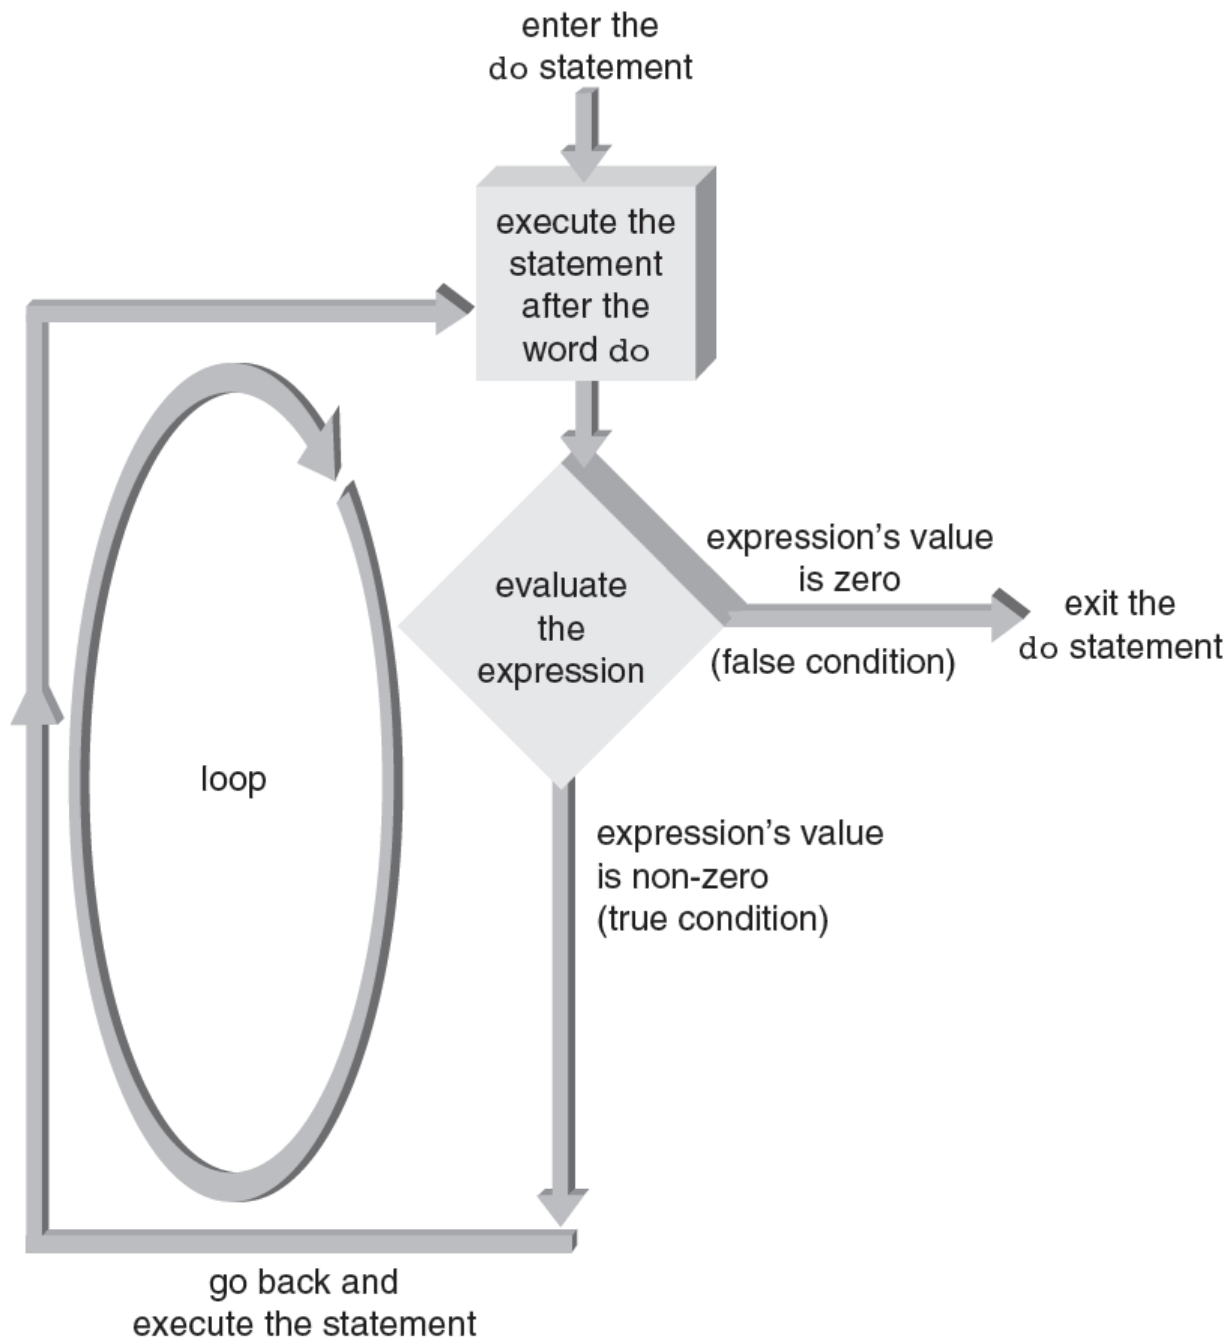 enter the
do statement
execute the
statement
after the
word do
expression's value
is zero
evaluate
the
expression
exit the
do statement
(false condition)
loop
expression's value
is non-zero
(true condition)
go back and
execute the statement